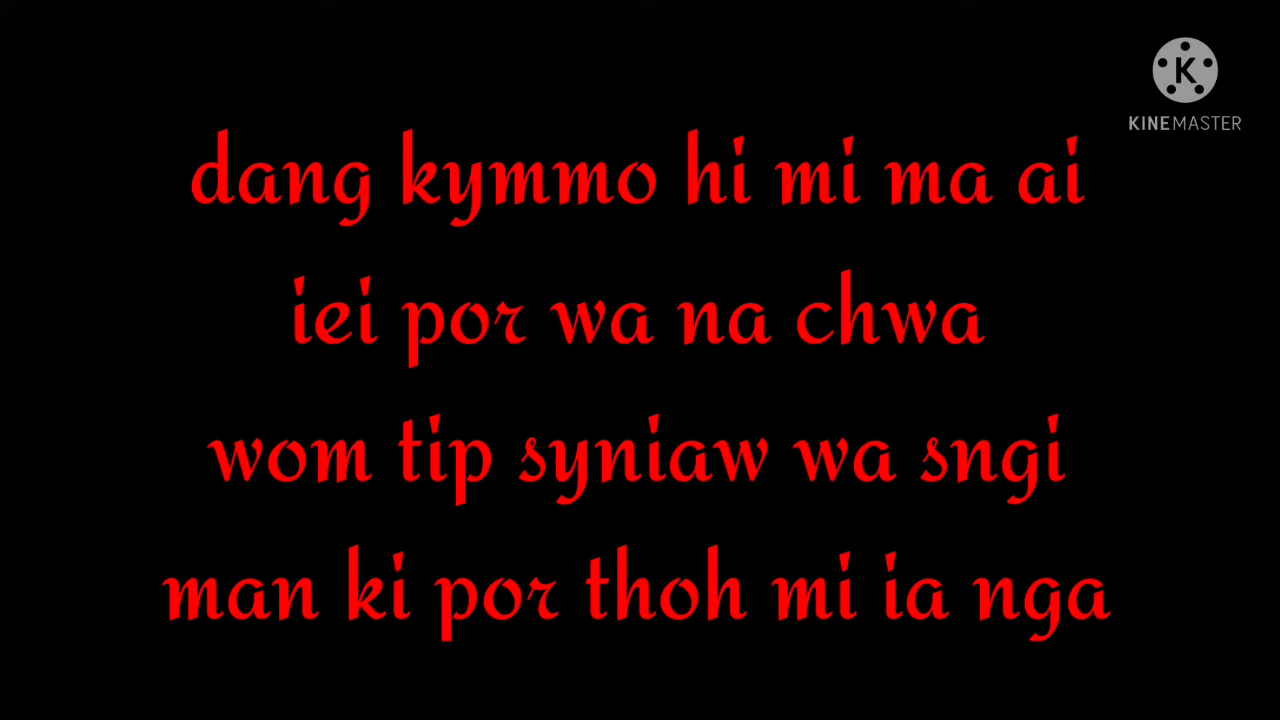 KINEMASTER
dang kymmo hi mi ma ai
iei por wa na chwa
wom tip syniaw wa sngi
man ki por thoh mi ia nga